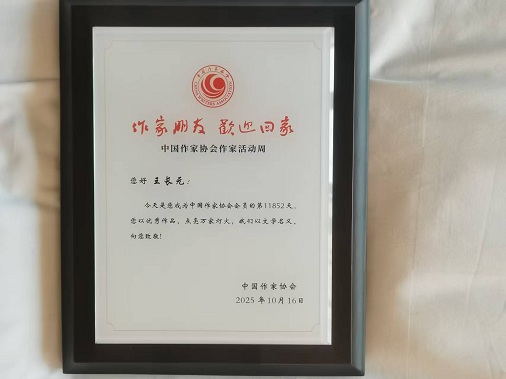 作家朋友 歡迎回家
中国作家协会作家活动周
您好 王长元：
今天是您成为中国作家协会会员的第11852天。
您以优秀作品，点亮万家灯火，我们以文学名义，
向您致敬！
中国作家协会
2025年10月16日